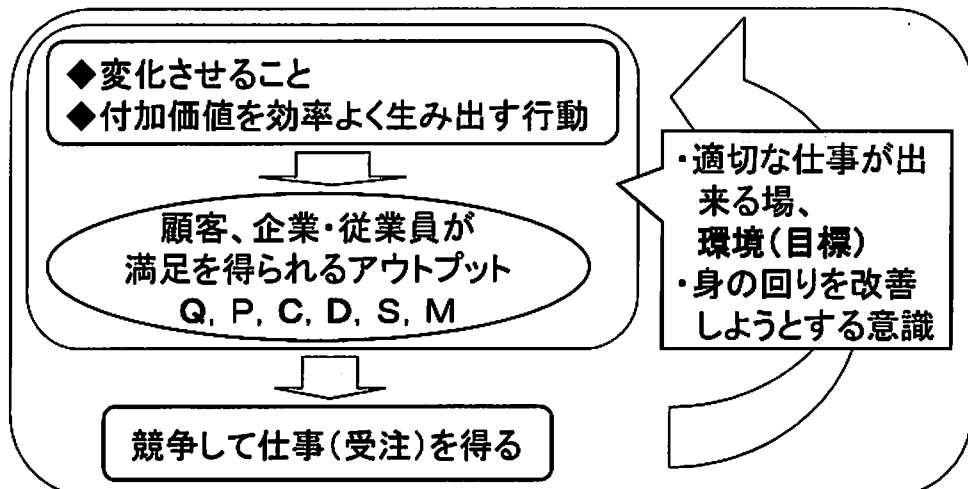 ◆変化させること
◆付加価値を効率よく生み出す行動
顧客、企業・従業員が
満足を得られるアウトプット
Q, P, C, D, S, M
競争して仕事(受注)を得る
・適切な仕事が出
来る場、
環境(目標)
・身の回りを改善
しようとする意識